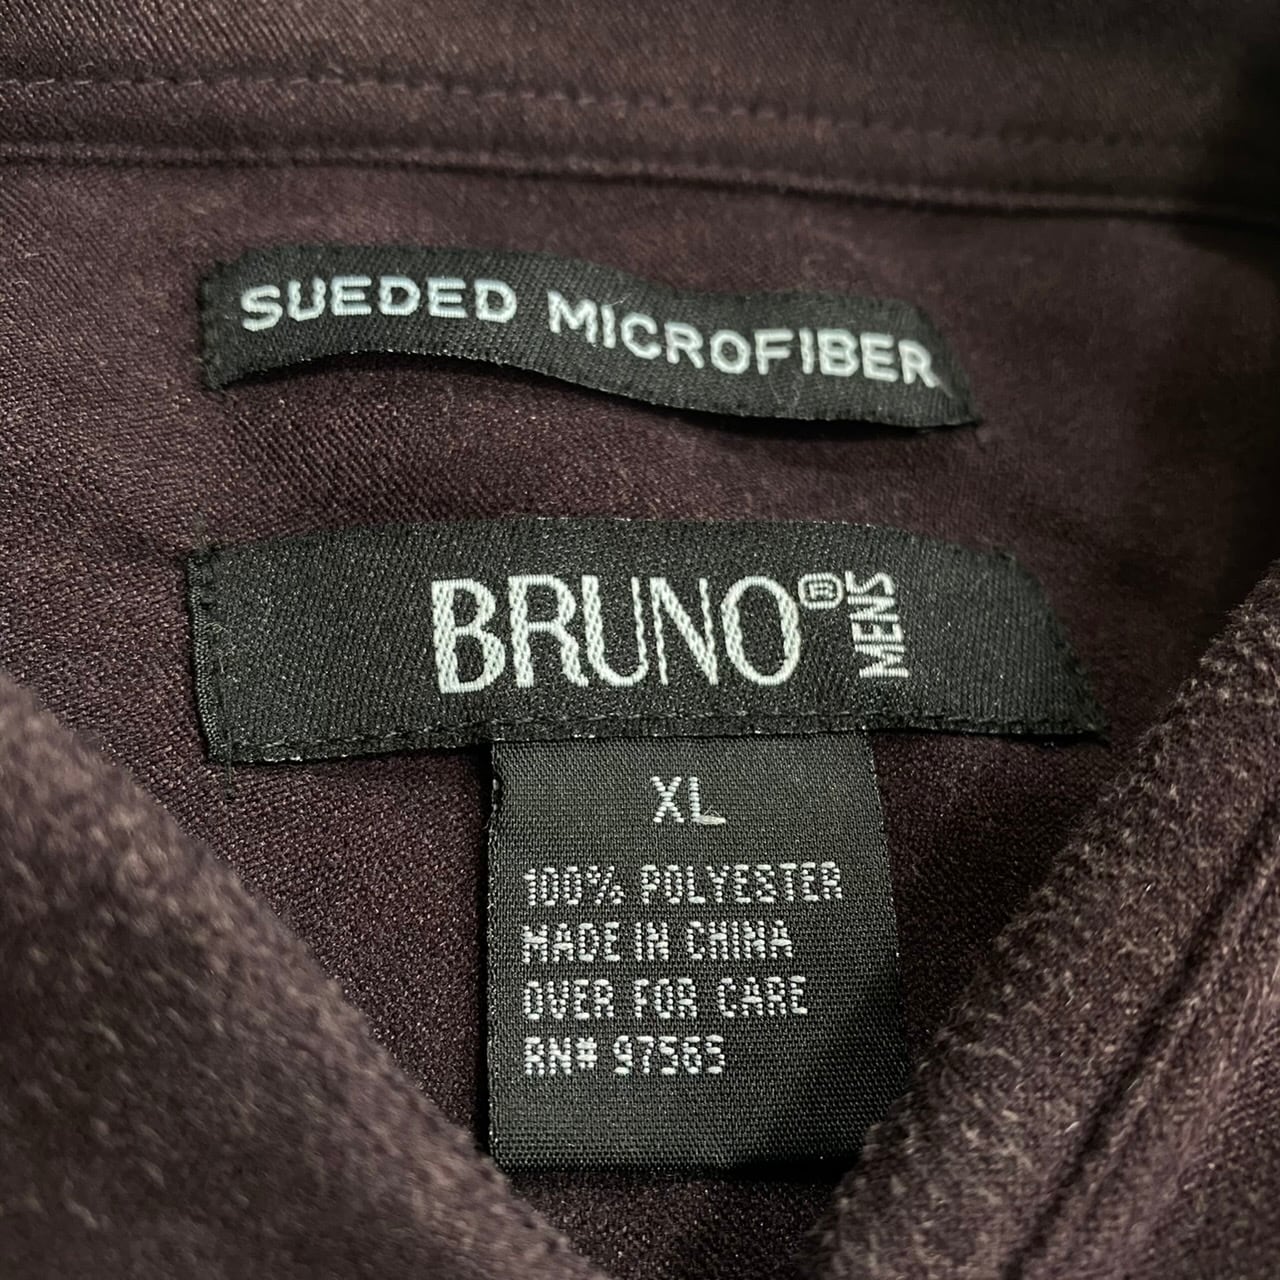 SUEDED MICROFIBER
BRUNO® MENS
XL
100% POLYESTER
MADE IN CHINA
OVER FOR CARE
RN# 97563